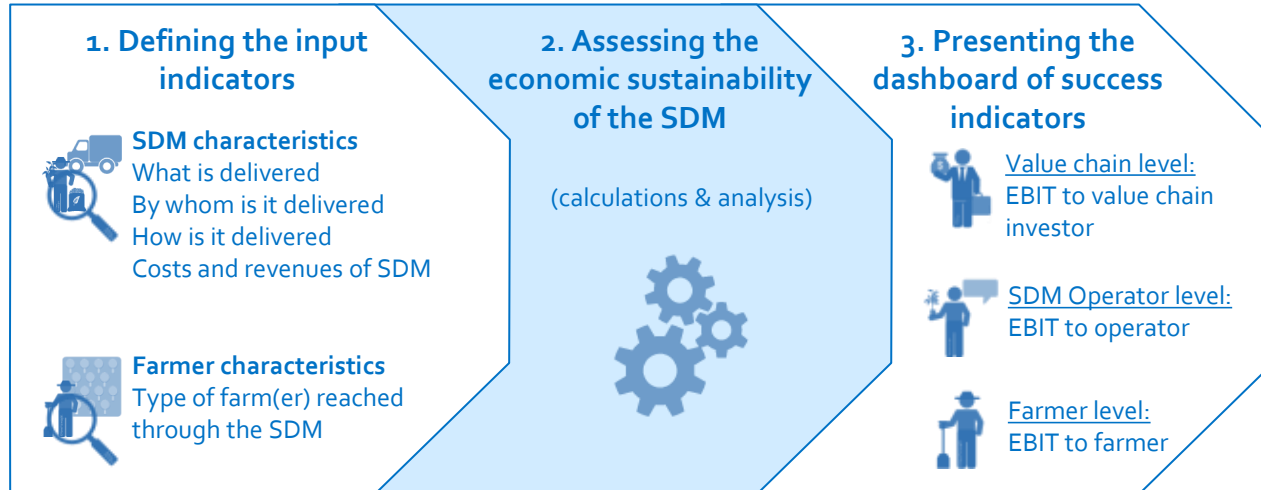 1. Defining the input
indicators
SDM characteristics
What is delivered
By whom is it delivered
How is it delivered
Costs and revenues of SDM
Farmer characteristics
Type of farm(er) reached
through the SDM
2. Assessing the
economic sustainability
of the SDM
(calculations & analysis)
3. Presenting the
dashboard of success
indicators
Value chain level:
EBIT to value chain
investor
SDM Operator level:
EBIT to operator
Farmer level:
EBIT to farmer